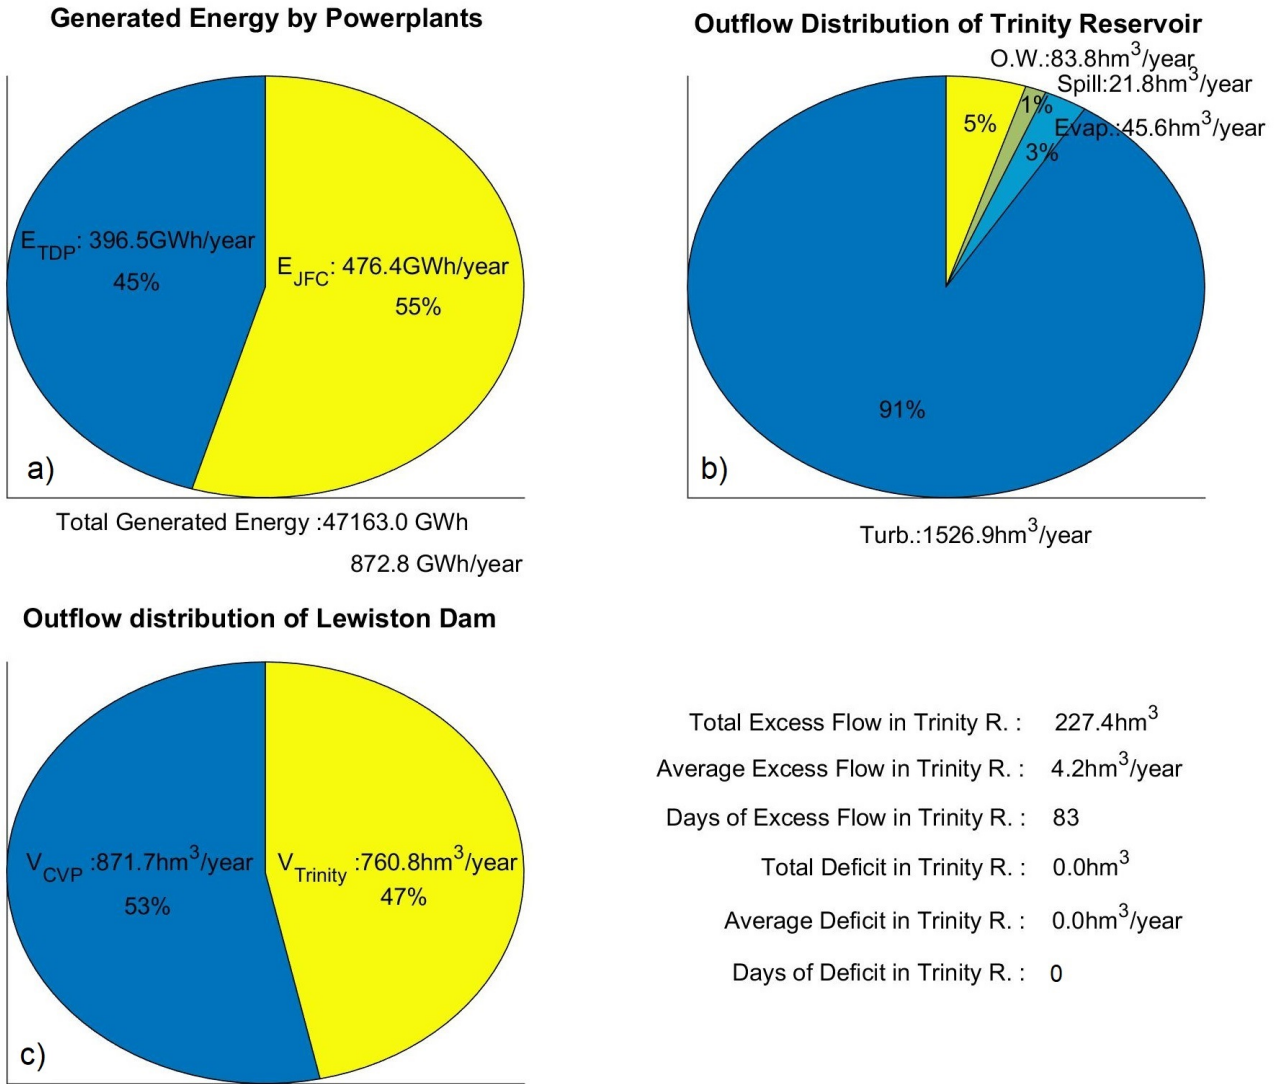 Generated Energy by Powerplants
E_TDP: 396.5GWh/year
45%
E_JFC: 476.4GWh/year
55%
a)
Total Generated Energy :47163.0 GWh
872.8 GWh/year
Outflow Distribution of Trinity Reservoir
O.W.:83.8hm³/year
Spill:21.8hm³/year
Evap.:45.6hm³/year
5%
1%
3%
91%
b)
Turb.:1526.9hm³/year
Outflow distribution of Lewiston Dam
V_CVP :871.7hm³/year
53%
V_Trinity :760.8hm³/year
47%
c)
Total Excess Flow in Trinity R. : 227.4hm³
Average Excess Flow in Trinity R. : 4.2hm³/year
Days of Excess Flow in Trinity R. : 83
Total Deficit in Trinity R. : 0.0hm³
Average Deficit in Trinity R. : 0.0hm³/year
Days of Deficit in Trinity R. : 0